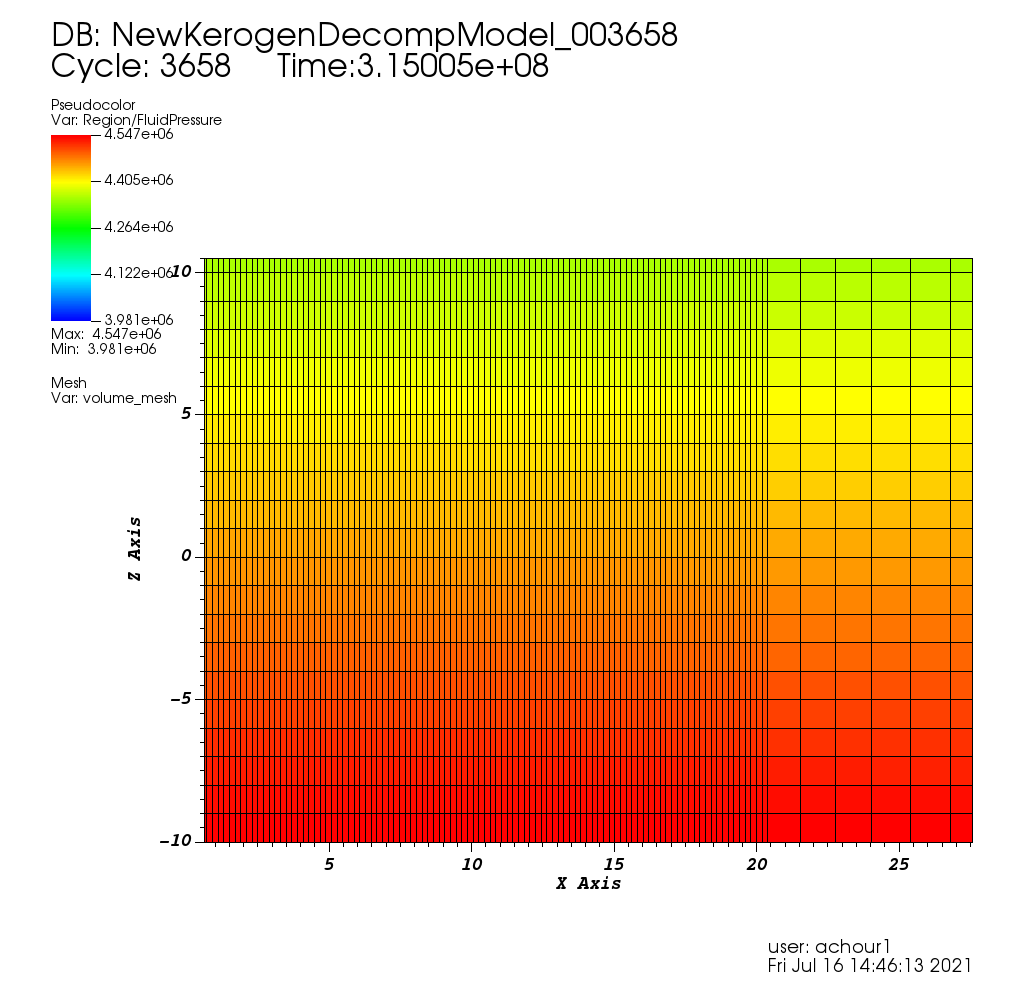 DB: NewKerogenDecompModel_003658
Cycle: 3658 Time:3.15005e+08
Pseudocolor
Var: Region/FluidPressure
4.547e+06
4.405e+06
4.264e+06
4.122e+06
3.981e+06
Max: 4.547e+06
Min: 3.981e+06
Mesh
Var: volume_mesh
10
5
0
-5
-10
Z Axis
5 10 15 20 25
X Axis
user: achour1
Fri Jul 16 14:46:13 2021